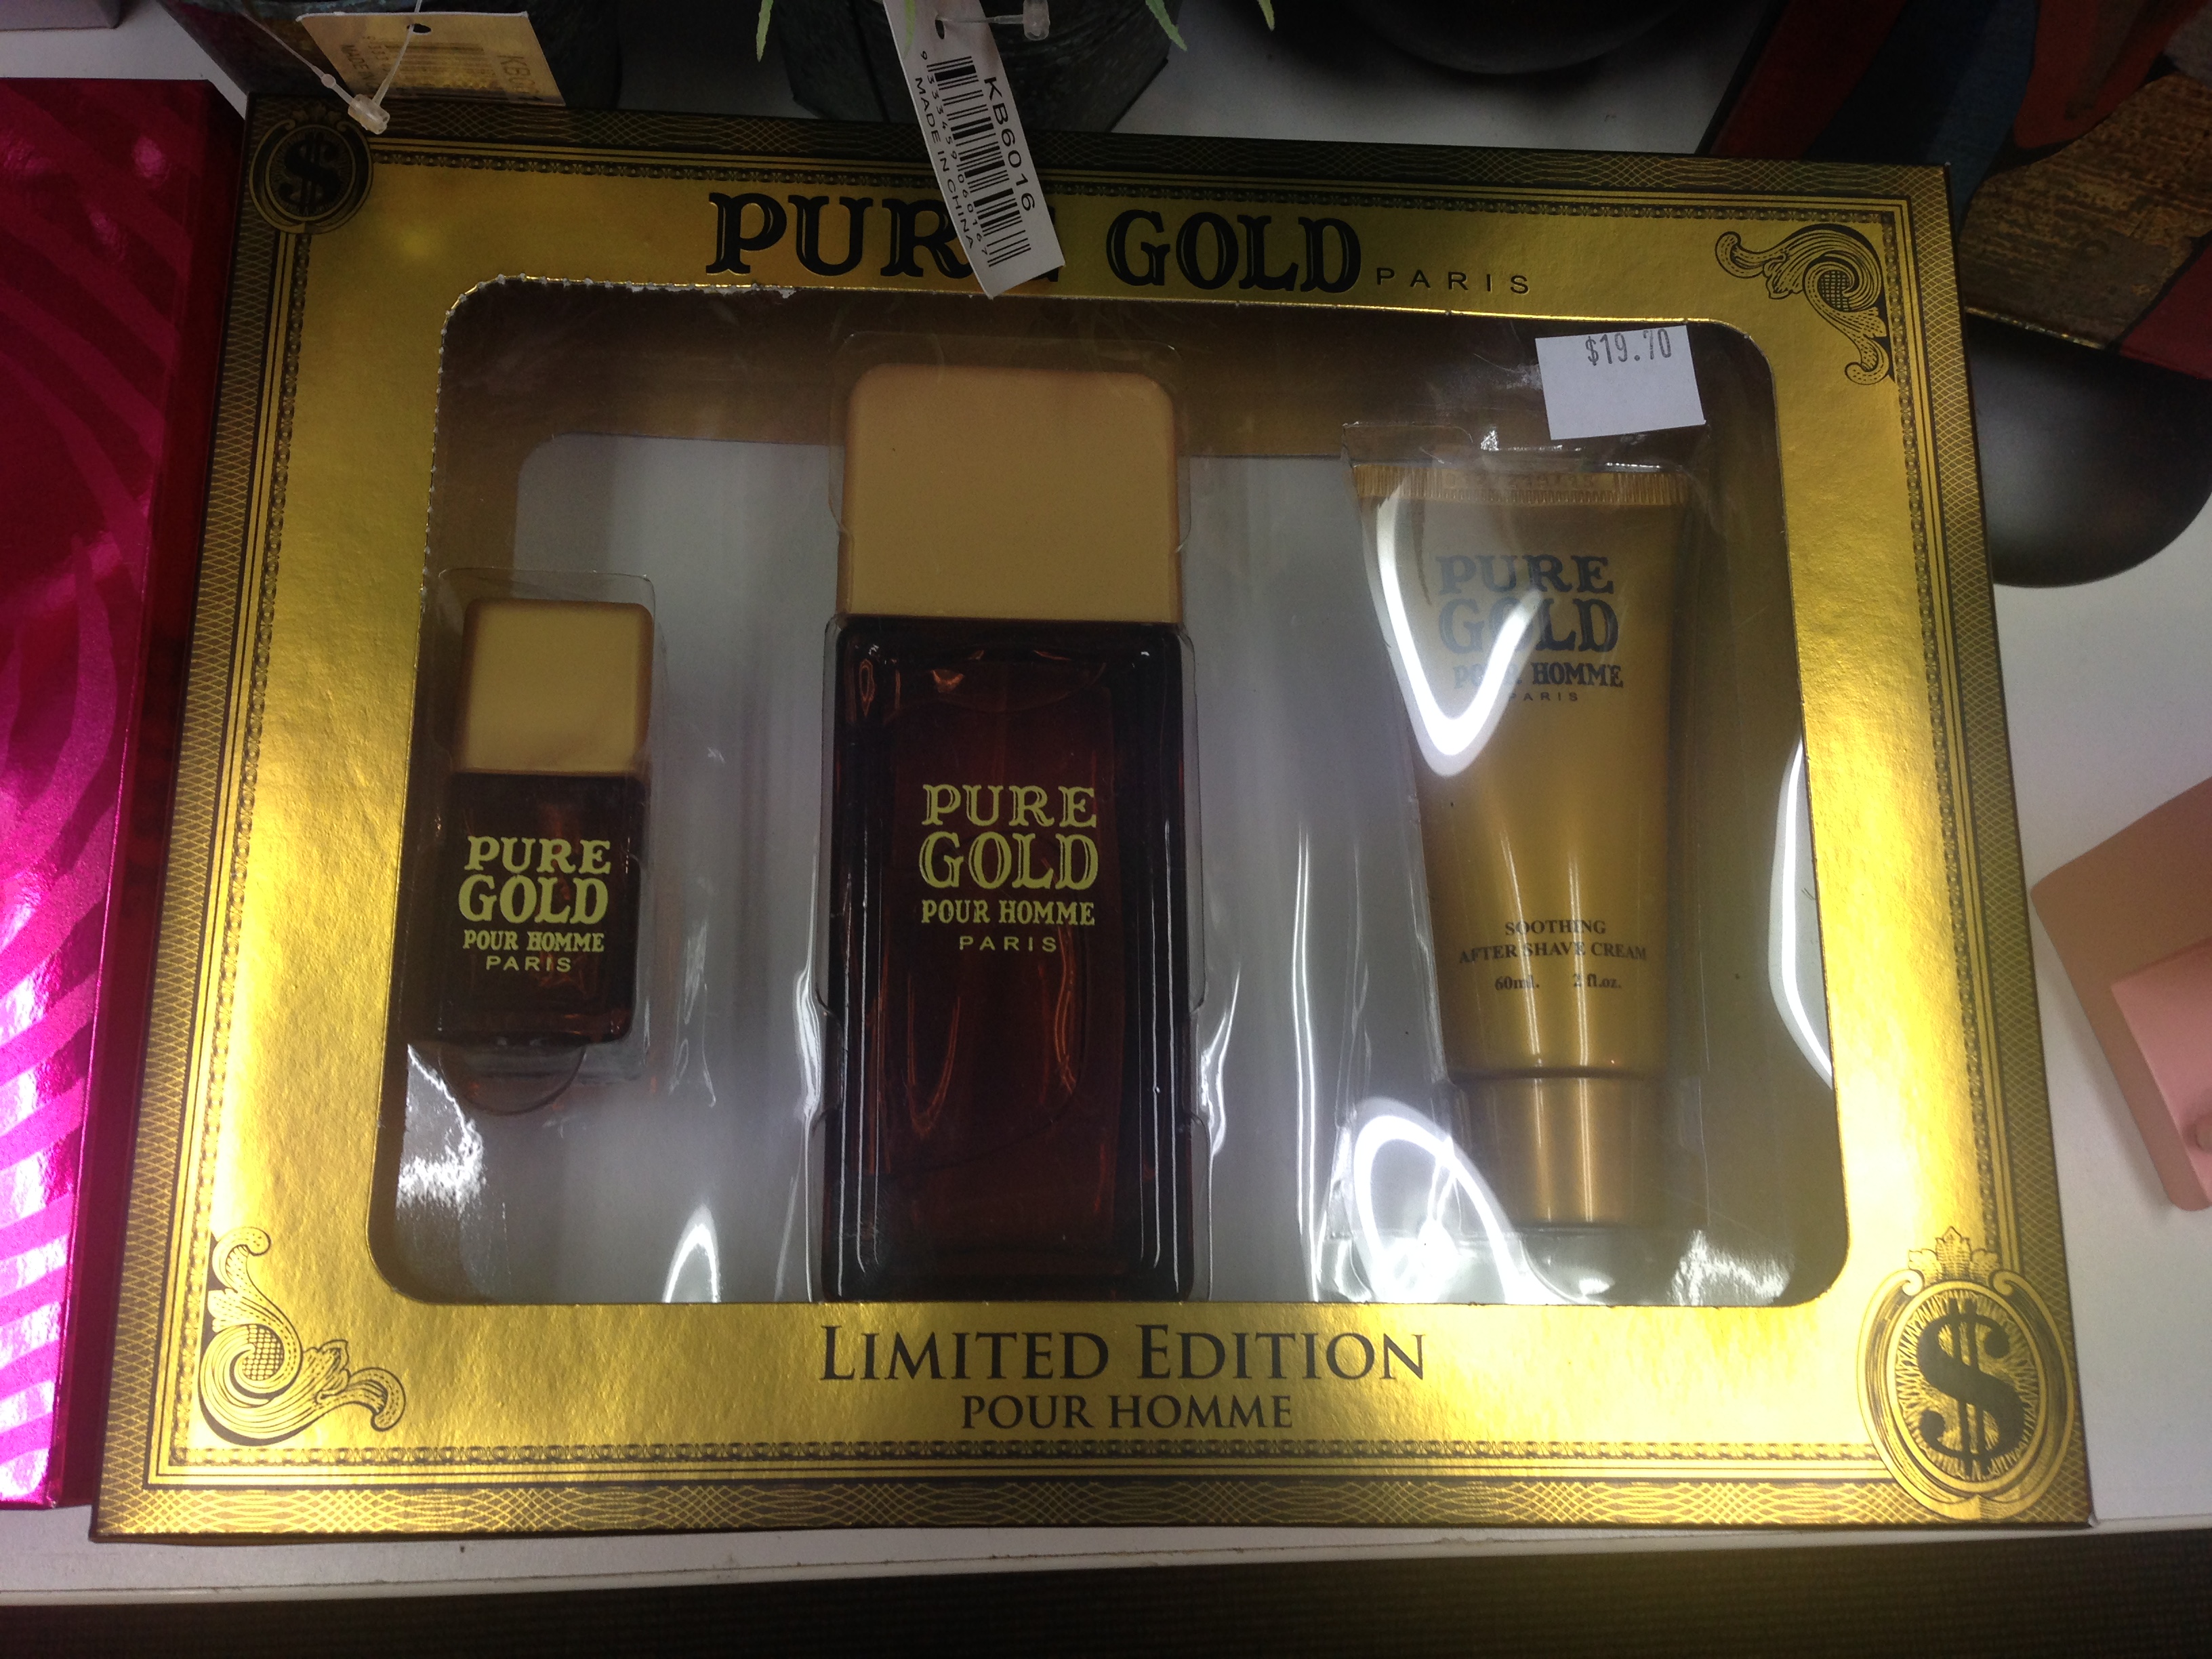 KB6016
9333459060167
MADE IN CHINA
PURE GOLD PARIS
$19.70
PURE
GOLD
POUR HOMME
PARIS
PURE
GOLD
POUR HOMME
PARIS
PURE
GOLD
POUR HOMME
PARIS
SOOTHING
AFTER SHAVE CREAM
60ml. 2 fl.oz.
LIMITED EDITION
POUR HOMME
$
$